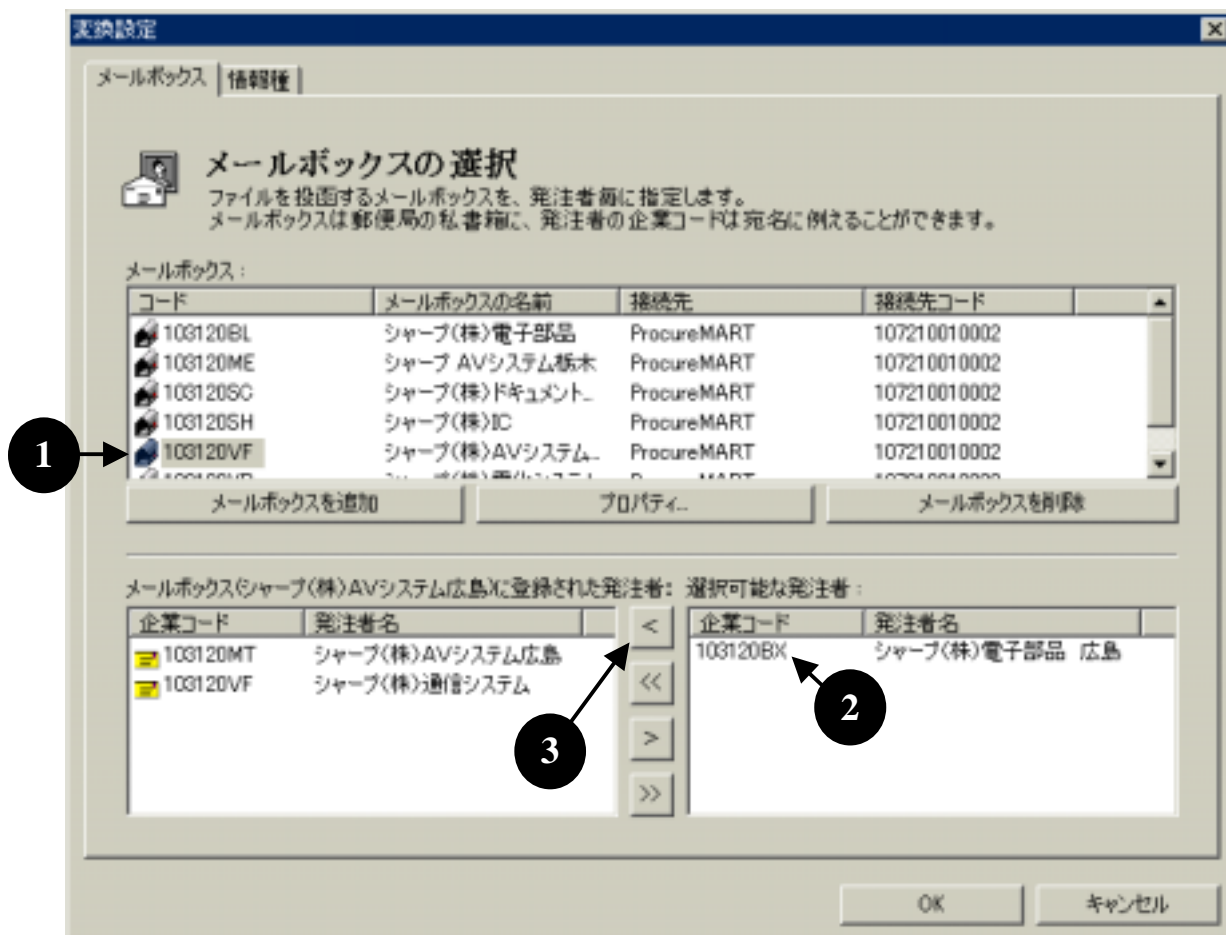 変換設定
メールボックス 情報種
メールボックスの選択
ファイルを投函するメールボックスを、発注者毎に指定します。
メールボックスは郵便局の私書箱に、発注者の企業コードは宛名に例えることができます。
メールボックス：
コード メールボックスの名前 接続先 接続先コード
103120BL シャープ(株)電子部品 ProcureMART 107210010002
103120ME シャープ AVシステム栃木 ProcureMART 107210010002
103120SC シャープ(株)ドキュメント... ProcureMART 107210010002
103120SH シャープ(株)IC ProcureMART 107210010002
1
103120VF シャープ(株)AVシステム... ProcureMART 107210010002
メールボックスを追加 プロパティ... メールボックスを削除
メールボックス(シャープ(株)AVシステム広島)に登録された発注者: 選択可能な発注者：
企業コード 発注者名 < 企業コード 発注者名
103120MT シャープ(株)AVシステム広島 103120BX シャープ(株)電子部品 広島
103120VF シャープ(株)通信システム <<
2
3 >
>>
OK キャンセル